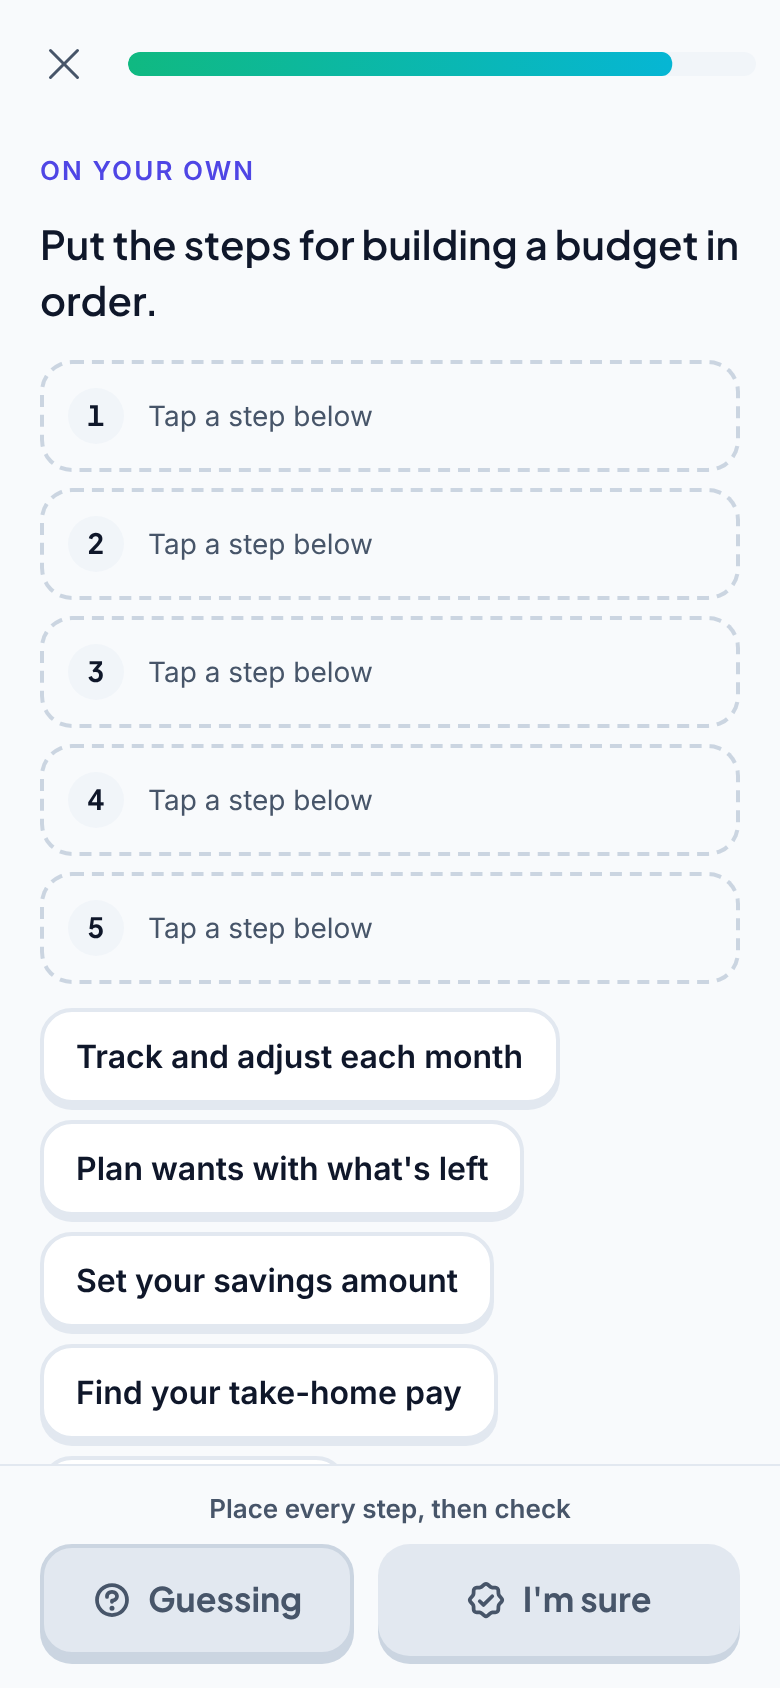 ON YOUR OWN
Put the steps for building a budget in
order.
1 Tap a step below
2 Tap a step below
3 Tap a step below
4 Tap a step below
5 Tap a step below
Track and adjust each month
Plan wants with what's left
Set your savings amount
Find your take-home pay
Place every step, then check
Guessing I'm sure